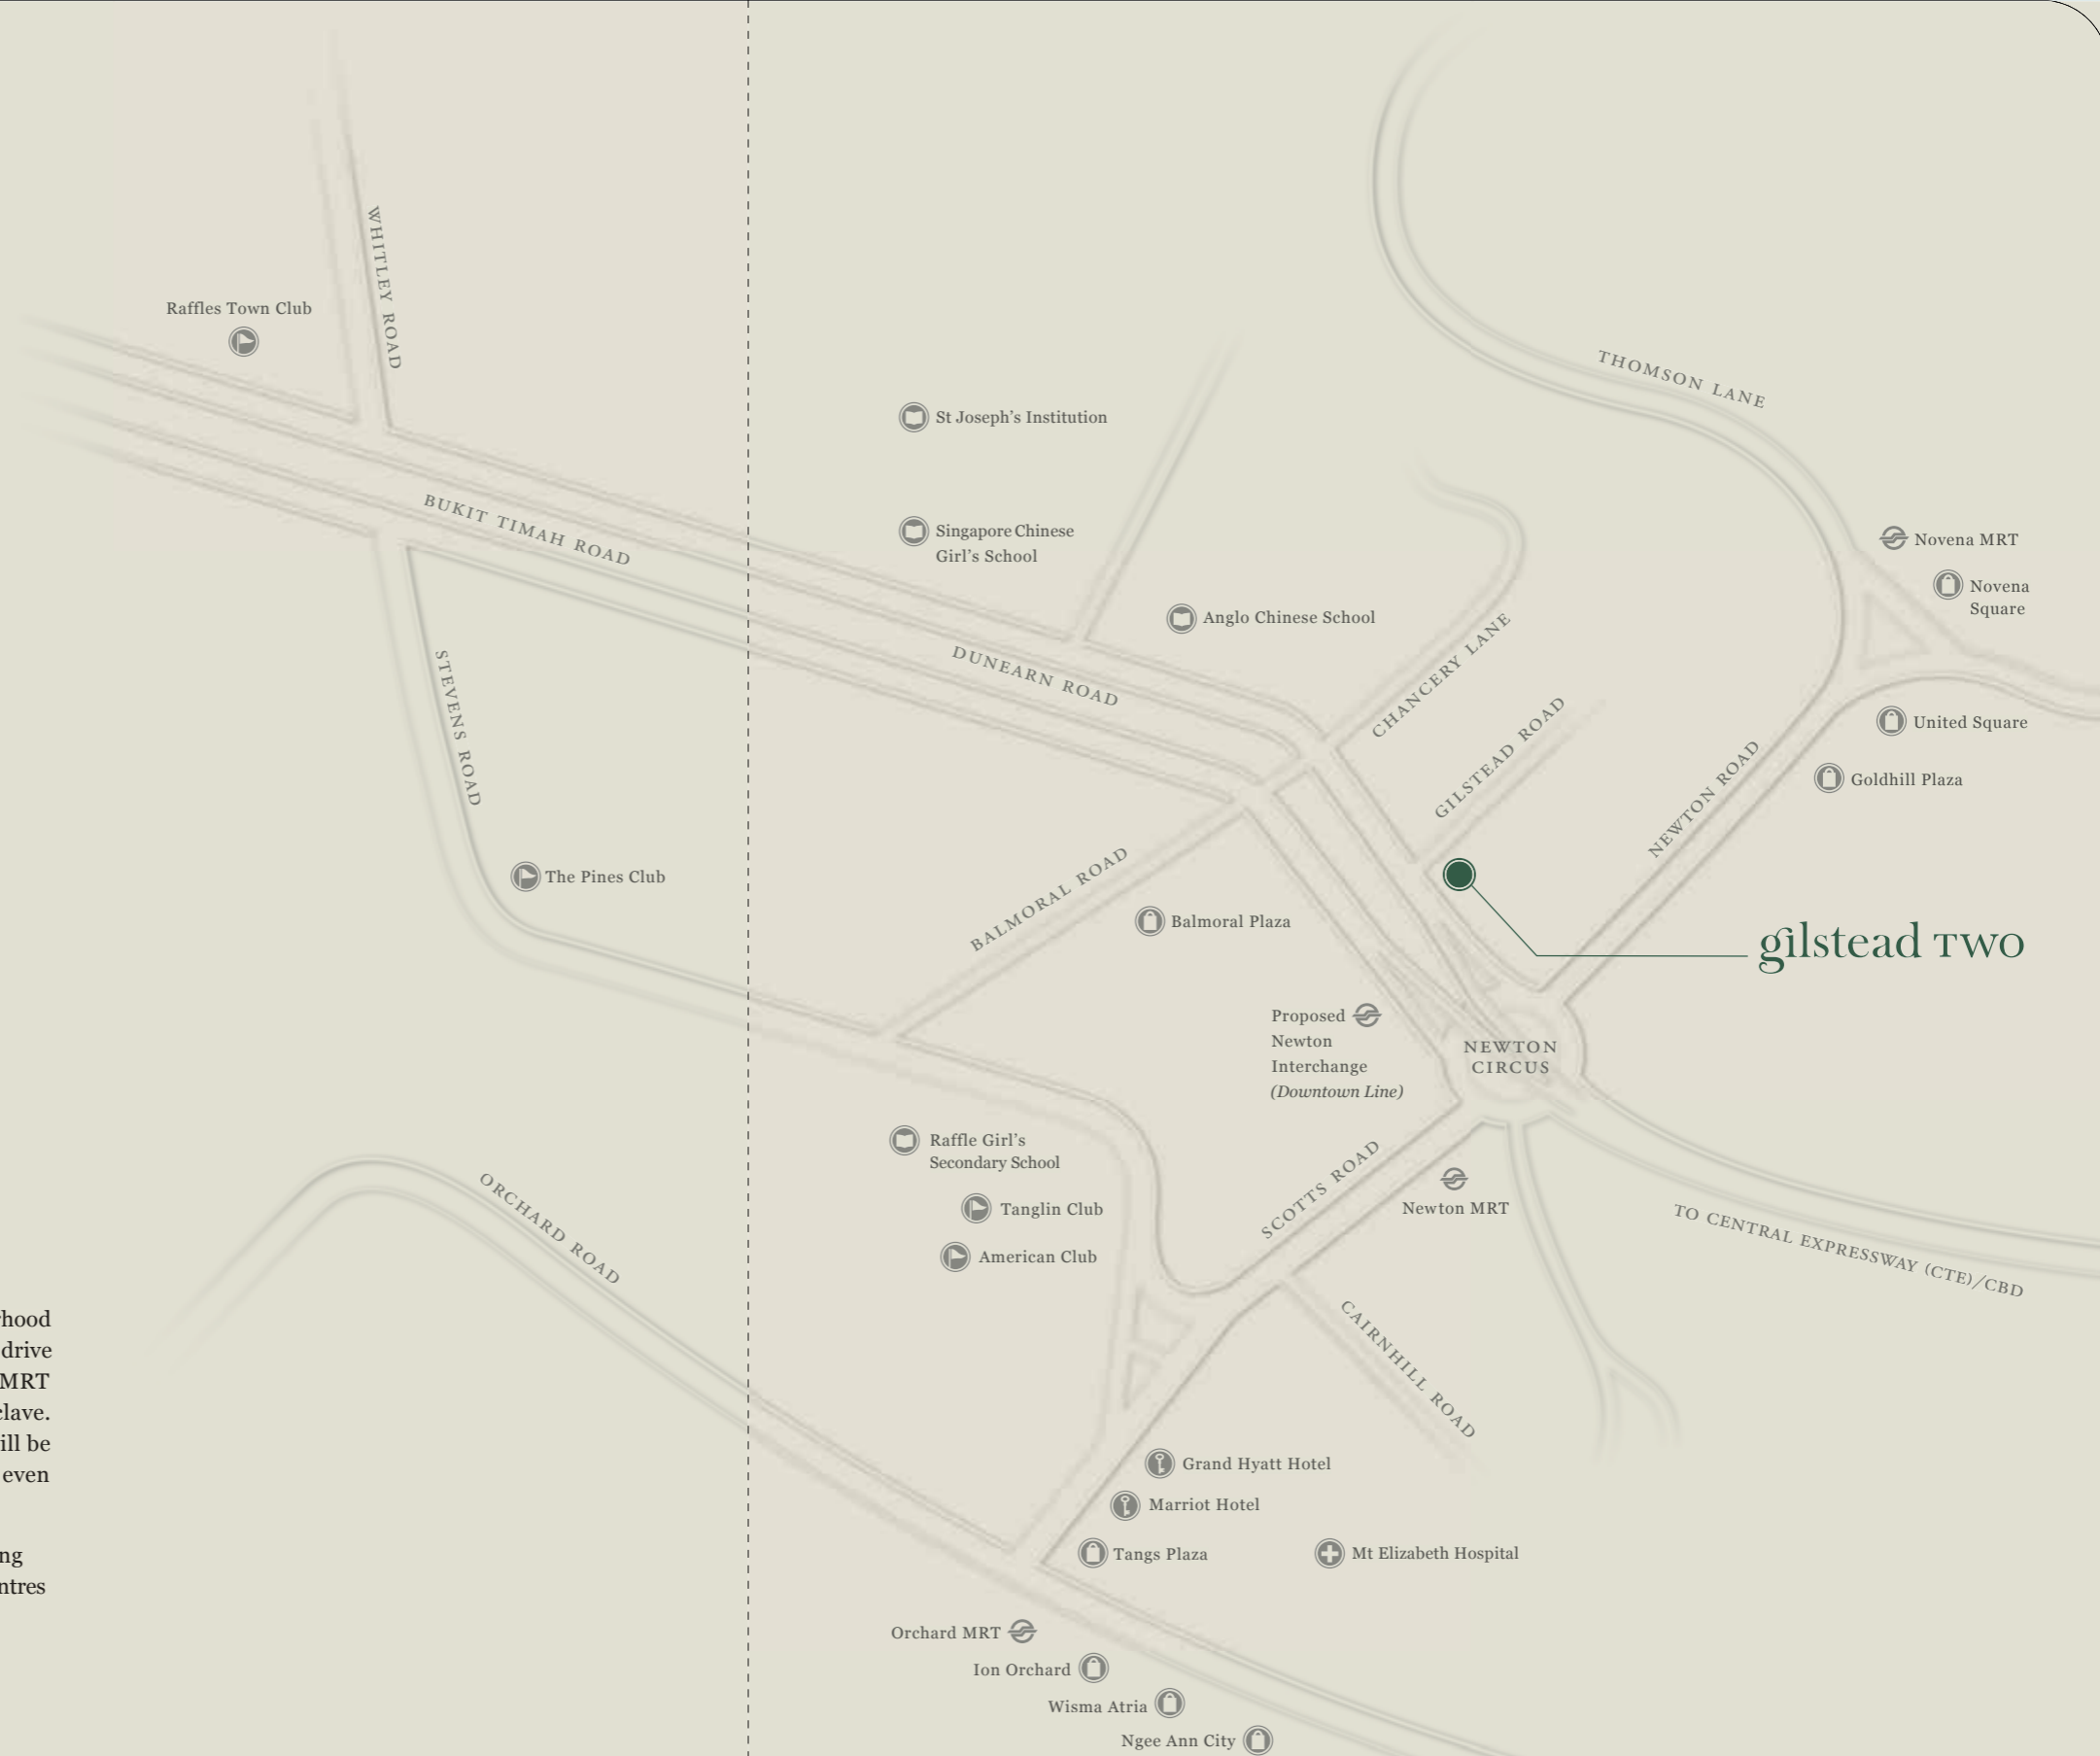 WHITLEY ROAD
Raffles Town Club
THOMSON LANE
St Joseph's Institution
BUKIT TIMAH ROAD
Singapore Chinese
Girl's School
Novena MRT
Novena
Square
Anglo Chinese School
CHANCERY LANE
STEVENS ROAD
DUNEARN ROAD
GILSTEAD ROAD
United Square
NEWTON ROAD
Goldhill Plaza
The Pines Club
BALMORAL ROAD
Balmoral Plaza
gilstead TWO
Proposed
Newton
Interchange
(Downtown Line)
NEWTON
CIRCUS
Raffle Girl's
Secondary School
SCOTTS ROAD
ORCHARD ROAD
Tanglin Club
Newton MRT
TO CENTRAL EXPRESSWAY (CTE)/CBD
American Club
CAIRNHILL ROAD
rhood
drive
MRT
clave.
ill be
even
Grand Hyatt Hotel
Marriot Hotel
Tangs Plaza
Mt Elizabeth Hospital
ng
ntres
Orchard MRT
Ion Orchard
Wisma Atria
Ngee Ann City